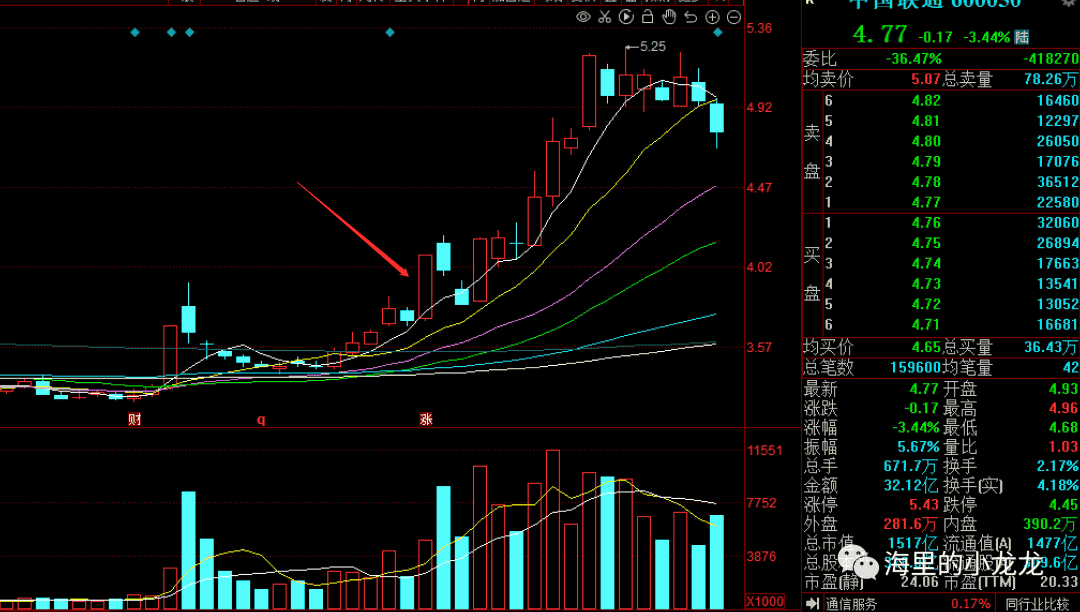 5.36
5.25
4.92
4.47
4.02
3.57
财
q
涨
11551
7752
3876
X1000
中国联通 600050
4.77 -0.17 -3.44% 陆
委比 -36.47% -418270
均卖价 5.07 总卖量 78.26万
卖盘
6 4.82 16460
5 4.81 12297
4 4.80 26050
3 4.79 17076
2 4.78 36512
1 4.77 22580
买盘
1 4.76 32060
2 4.75 26894
3 4.74 17663
4 4.73 13541
5 4.72 13052
6 4.71 16681
均买价 4.65 总买量 36.43万
总笔数 159600 均笔量 42
最新 4.77 开盘 4.93
涨跌 -0.17 最高 4.96
涨幅 -3.44% 最低 4.68
振幅 5.67% 量比 1.03
总手 671.7万 换手 2.17%
金额 32.12亿 换手(实) 4.18%
涨停 5.43 跌停 4.45
外盘 281.6万 内盘 390.2万
总市值 1517亿 流通值(A) 1477亿
总股
海里的小龙龙
市盈(静) 24.06 市盈(TTM) 20.33
通信服务 0.17% 同行业比较